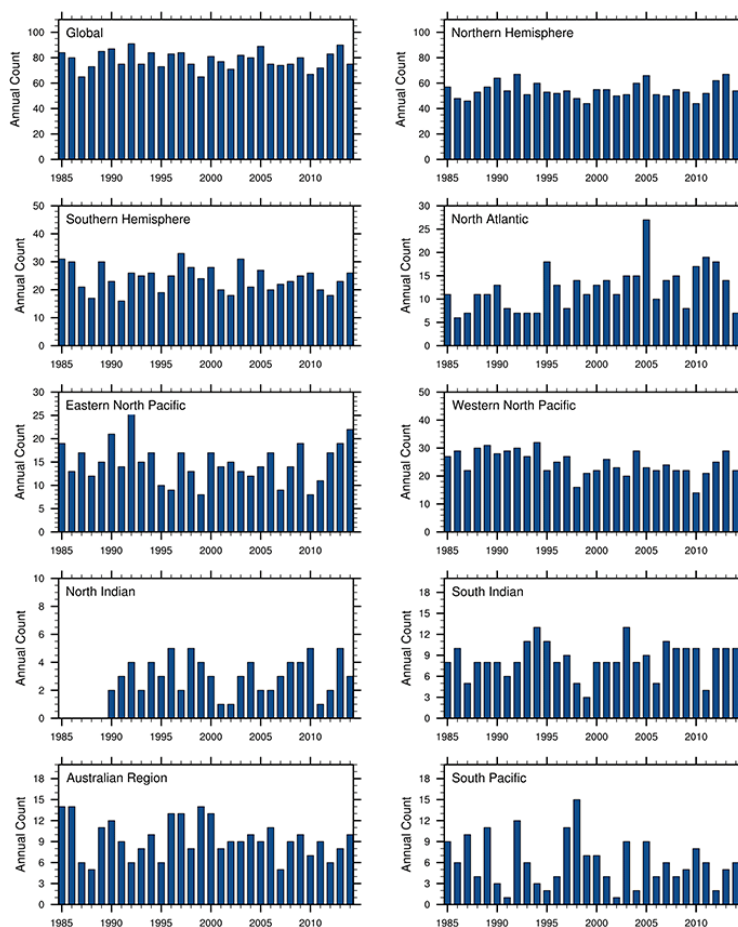 Global
Annual Count
100
80
60
40
20
0
1985 1990 1995 2000 2005 2010
Northern Hemisphere
Annual Count
100
80
60
40
20
0
1985 1990 1995 2000 2005 2010
Southern Hemisphere
Annual Count
50
40
30
20
10
0
1985 1990 1995 2000 2005 2010
North Atlantic
Annual Count
30
25
20
15
10
5
0
1985 1990 1995 2000 2005 2010
Eastern North Pacific
Annual Count
30
25
20
15
10
5
0
1985 1990 1995 2000 2005 2010
Western North Pacific
Annual Count
50
40
30
20
10
0
1985 1990 1995 2000 2005 2010
North Indian
Annual Count
10
8
6
4
2
0
1985 1990 1995 2000 2005 2010
South Indian
Annual Count
18
15
12
9
6
3
0
1985 1990 1995 2000 2005 2010
Australian Region
Annual Count
18
15
12
9
6
3
0
1985 1990 1995 2000 2005 2010
South Pacific
Annual Count
18
15
12
9
6
3
0
1985 1990 1995 2000 2005 2010